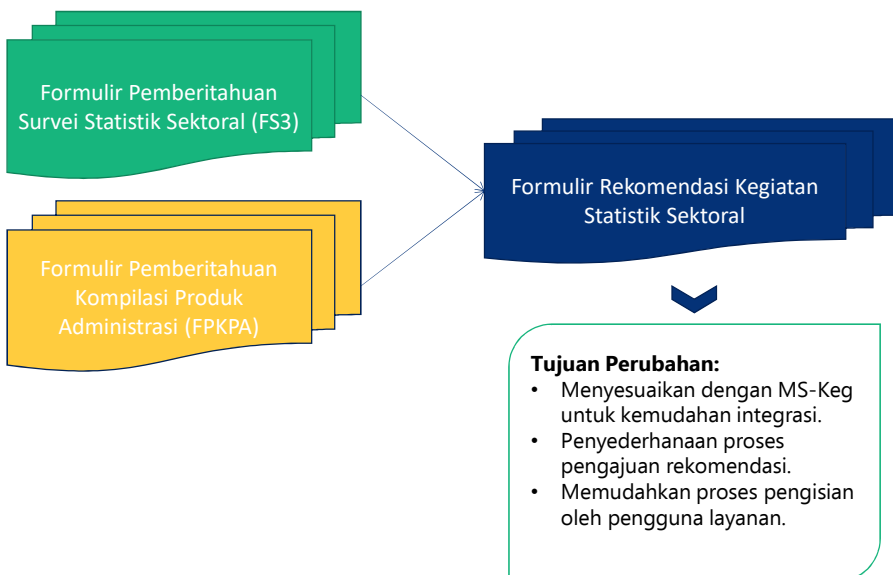 Formulir Pemberitahuan
Survei Statistik Sektoral (FS3)
Formulir Pemberitahuan
Kompilasi Produk
Administrasi (FPKPA)
Formulir Rekomendasi Kegiatan
Statistik Sektoral
Tujuan Perubahan:
• Menyesuaikan dengan MS-Keg
untuk kemudahan integrasi.
• Penyederhanaan proses
pengajuan rekomendasi.
• Memudahkan proses pengisian
oleh pengguna layanan.